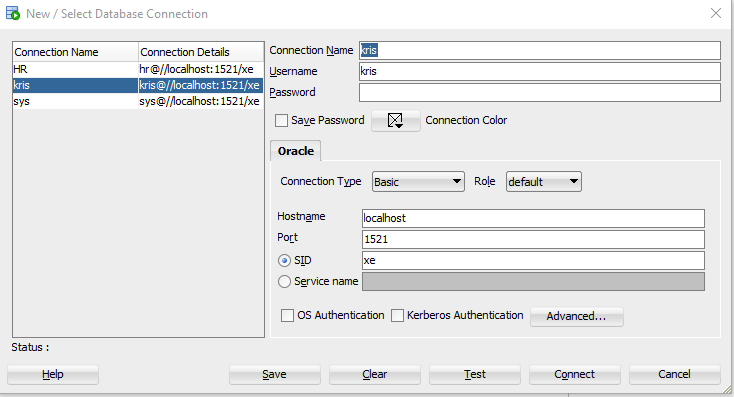 New / Select Database Connection
Connection Name Connection Details
HR hr@//localhost:1521/xe
kris kris@//localhost:1521/xe
sys sys@//localhost:1521/xe
Connection Name kris
Username kris
Password
Save Password Connection Color
Oracle
Connection Type Basic Role default
Hostname localhost
Port 1521
SID xe
Service name
OS Authentication Kerberos Authentication Advanced...
Status :
Help Save Clear Test Connect Cancel